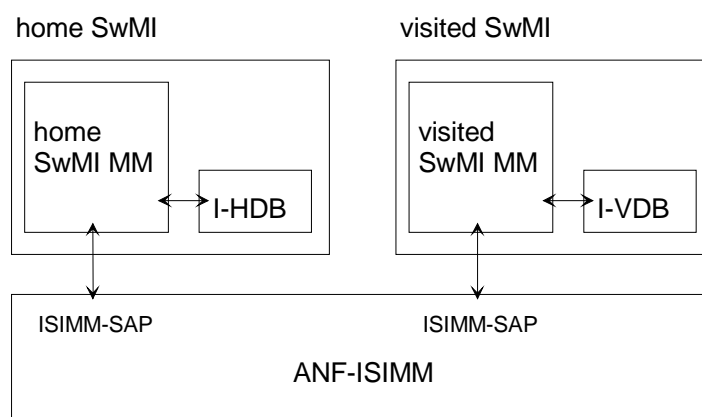 home SwMI
visited SwMI
home
SwMI MM
I-HDB
visited
SwMI MM
I-VDB
ISIMM-SAP
ISIMM-SAP
ANF-ISIMM